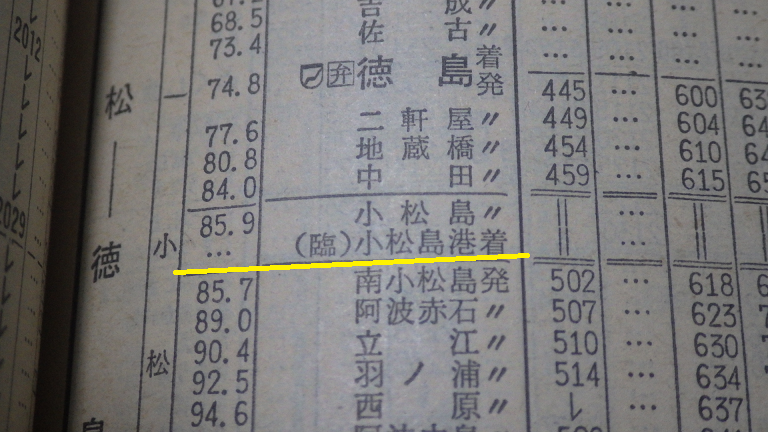 68.5 佐古〃 … … … …
73.4
2012
74.8 弁 徳島 着発 445 … 600
77.6 二軒屋〃 449 … 604
80.8 地蔵橋〃 454 … 610
84.0 中田〃 459 … 615
85.9 小松島〃 || … ||
… (臨)小松島港着 || … ||
85.7 南小松島発 502 … 618
89.0 阿波赤石〃 507 … 623
90.4 立江〃 510 … 630
92.5 羽ノ浦〃 514 … 634
94.6 西原〃 … 637
松
徳
小
松
2029